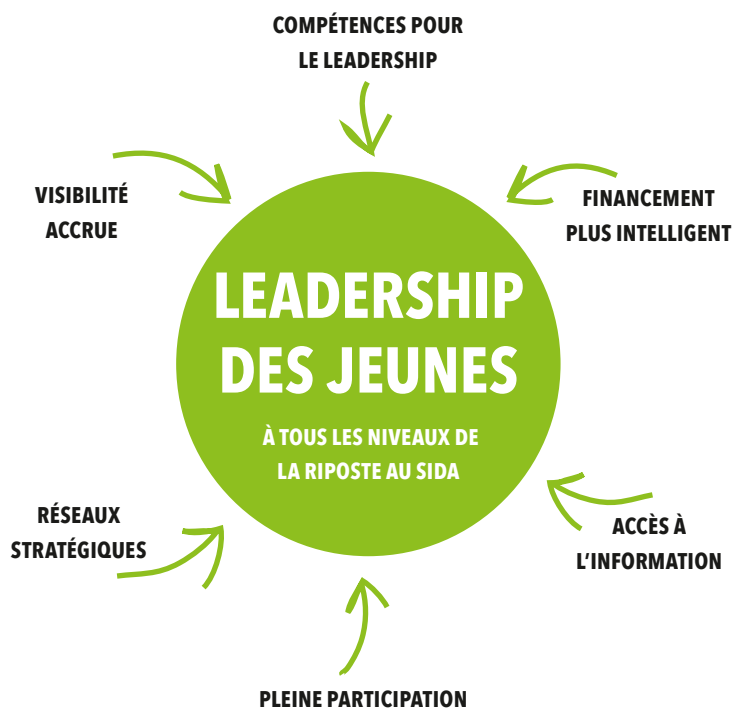 COMPÉTENCES POUR
LE LEADERSHIP
VISIBILITÉ
ACCRUE
FINANCEMENT
PLUS INTELLIGENT
LEADERSHIP
DES JEUNES
À TOUS LES NIVEAUX DE
LA RIPOSTE AU SIDA
RÉSEAUX
STRATÉGIQUES
ACCÈS À
L’INFORMATION
PLEINE PARTICIPATION